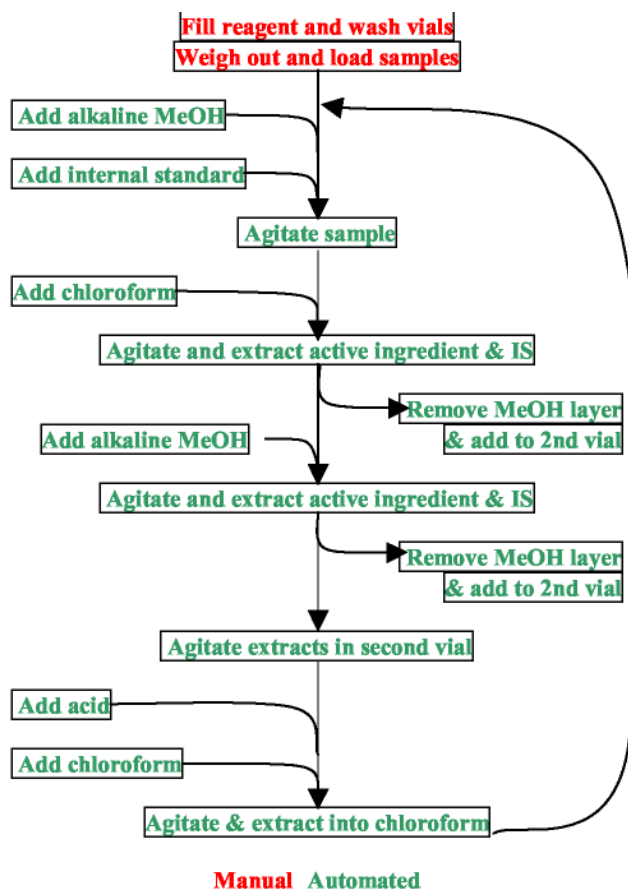 Fill reagent and wash vials
Weigh out and load samples
Add alkaline MeOH
Add internal standard
Agitate sample
Add chloroform
Agitate and extract active ingredient & IS
Remove MeOH layer
& add to 2nd vial
Add alkaline MeOH
Agitate and extract active ingredient & IS
Remove MeOH layer
& add to 2nd vial
Agitate extracts in second vial
Add acid
Add chloroform
Agitate & extract into chloroform
Manual Automated